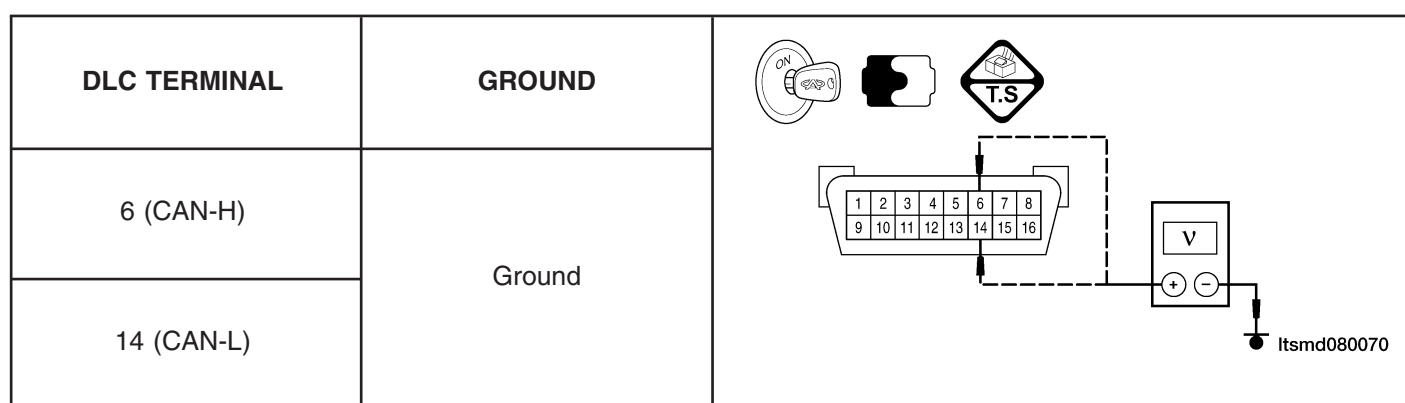 DLC TERMINAL
GROUND
6 (CAN-H)
Ground
14 (CAN-L)
ON
T.S
1 2 3 4 5 6 7 8
9 10 11 12 13 14 15 16
V
+ −
ltsmd080070